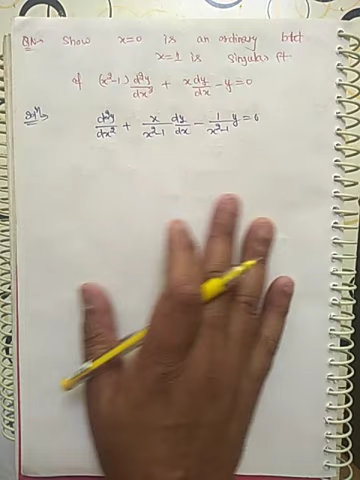 QN:- Show x=0 is an ordinary but
x=1 is singular pt
of (x²-1) d²y/dx² + x dy/dx - y = 0
Solⁿ:
d²y/dx² + x/(x²-1) dy/dx - 1/(x²-1) y = 0